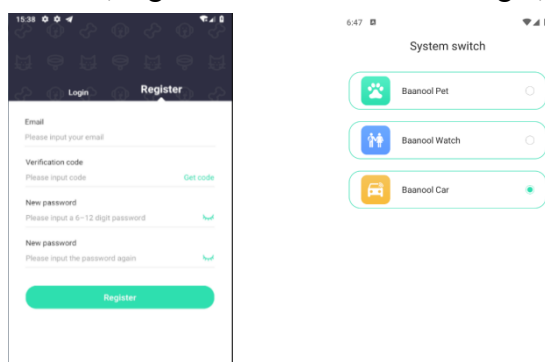 15:38
Login
Register
Email
Please input your email
Verification code
Please input code
Get code
New password
Please input a 6-12 digit password
New password
Please input the password again
Register
6:47
System switch
Baanool Pet
Baanool Watch
Baanool Car